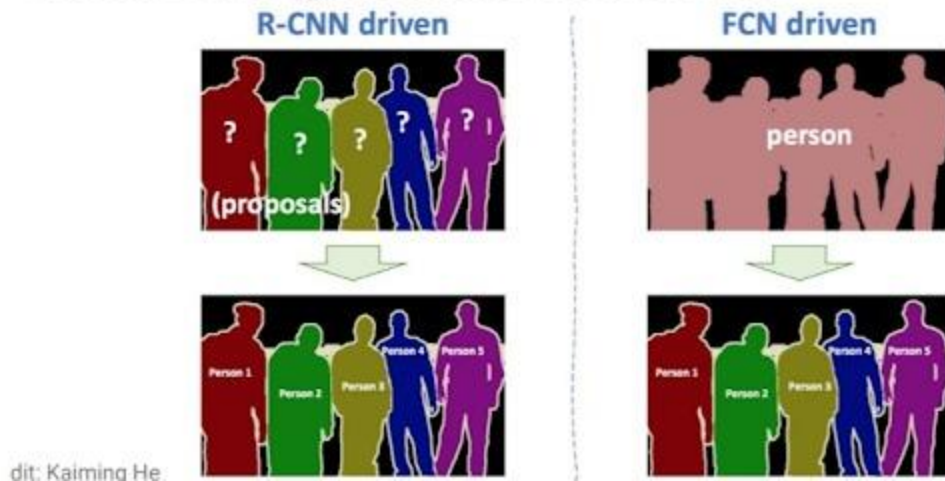 R-CNN driven
FCN driven
? ? ? ? ?
(proposals)
person
Person 1
Person 2
Person 3
Person 4
Person 5
Person 1
Person 2
Person 3
Person 4
Person 5
dit: Kaiming He